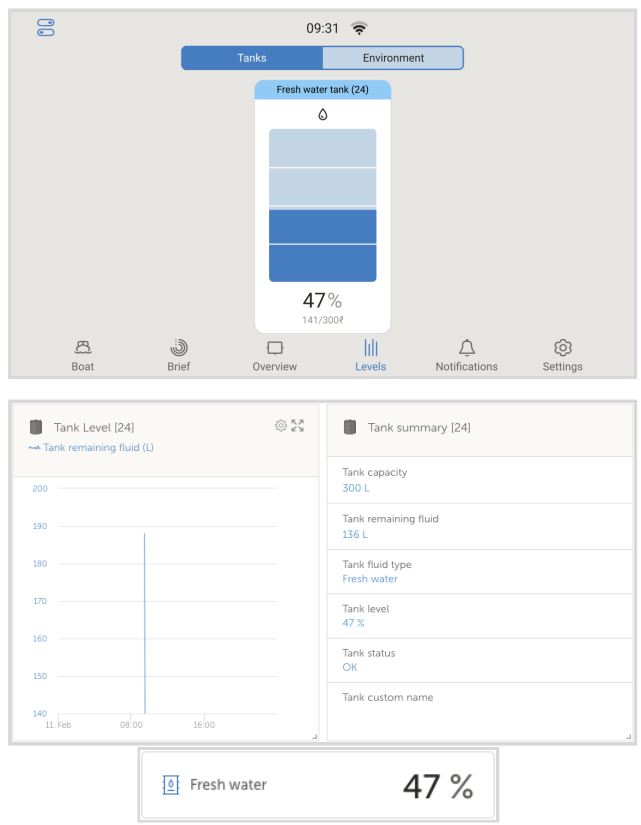 09:31
Tanks Environment
Fresh water tank (24)
47%
141/300ℓ
Boat Brief Overview Levels Notifications Settings
Tank Level [24]
Tank remaining fluid (L)
200
190
180
170
160
150
140
11. Feb 08:00 16:00
Tank summary [24]
Tank capacity
300 L
Tank remaining fluid
136 L
Tank fluid type
Fresh water
Tank level
47 %
Tank status
OK
Tank custom name
Fresh water 47 %